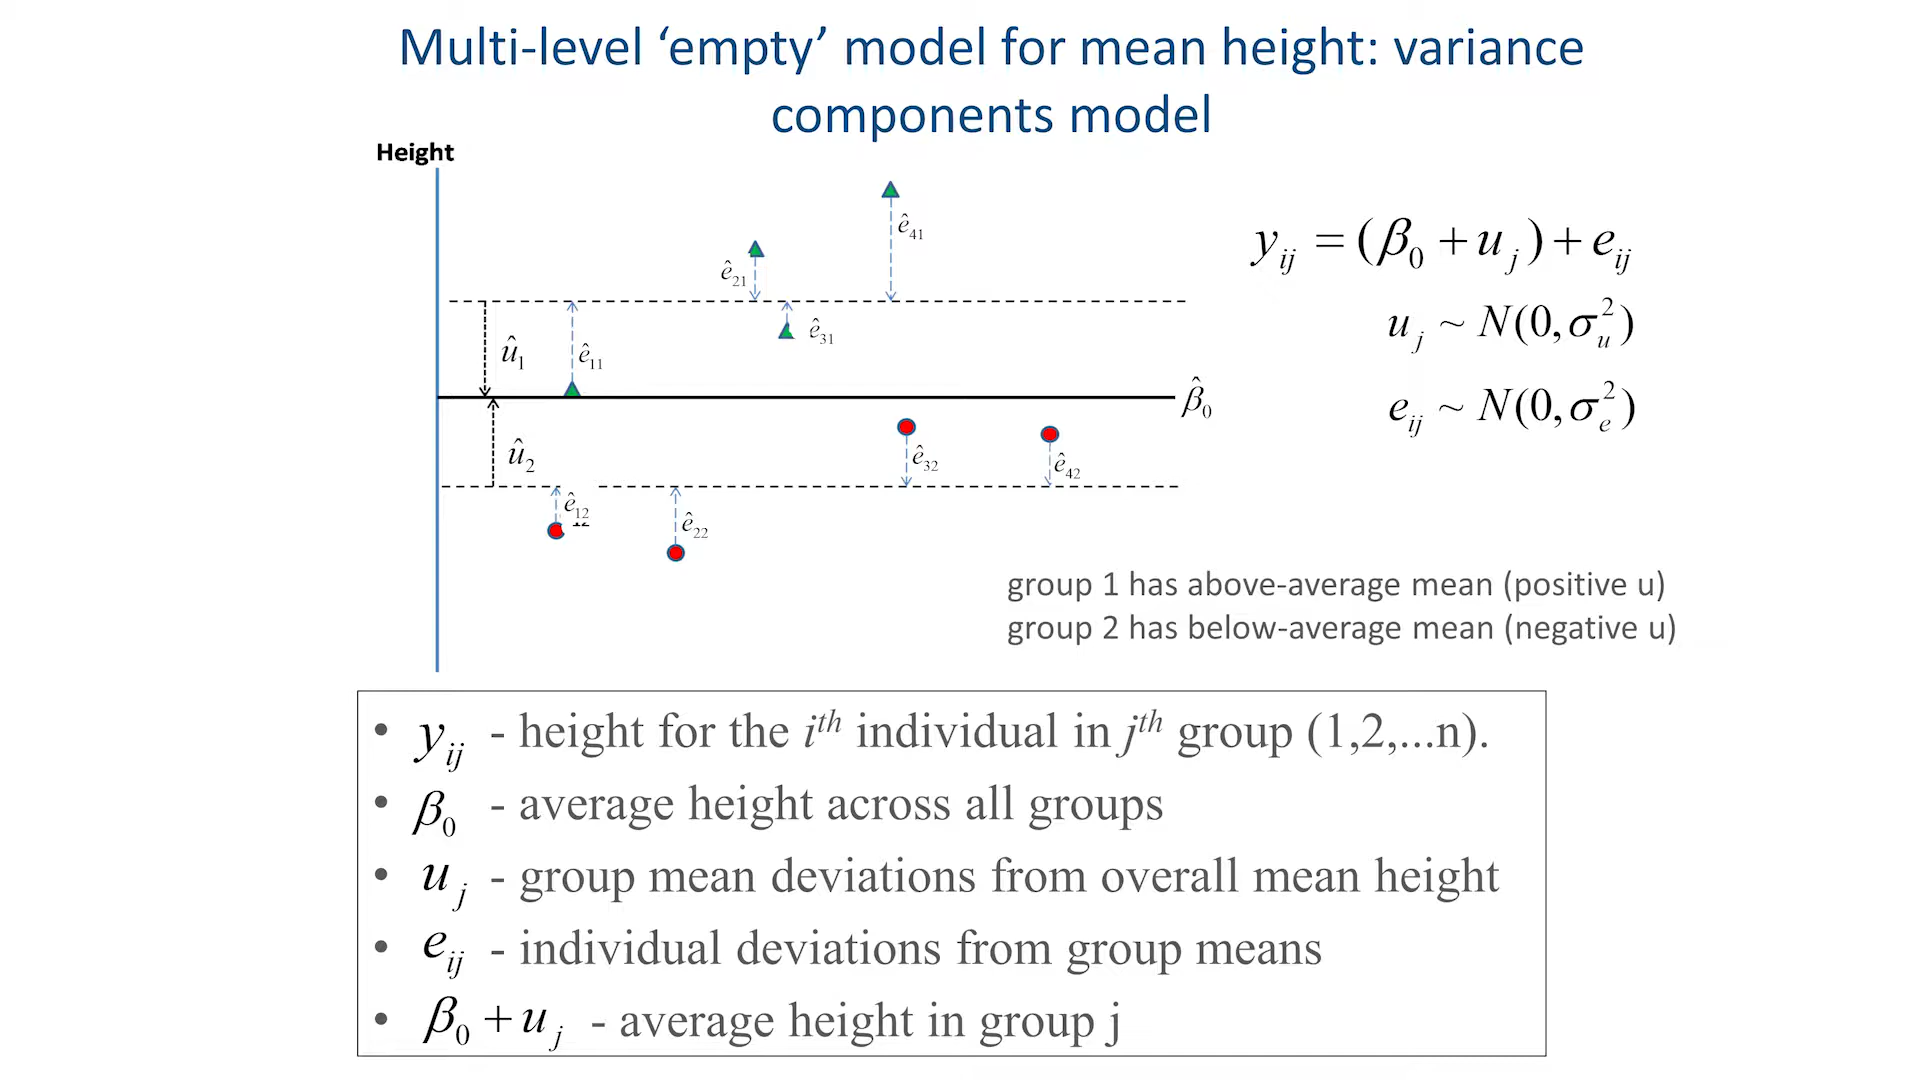 Multi-level ‘empty’ model for mean height: variance
components model
Height
ê₄₁
ê₂₁
ê₃₁
û₁
ê₁₁
β̂₀
û₂
ê₃₂
ê₄₂
ê₁₂
ê₂₂
yᵢⱼ = (β₀ + uⱼ) + eᵢⱼ
uⱼ ~ N(0, σᵤ²)
eᵢⱼ ~ N(0, σₑ²)
group 1 has above-average mean (positive u)
group 2 has below-average mean (negative u)
• yᵢⱼ - height for the iᵗʰ individual in jᵗʰ group (1,2,...n).
• β₀ - average height across all groups
• uⱼ - group mean deviations from overall mean height
• eᵢⱼ - individual deviations from group means
• β₀ + uⱼ - average height in group j